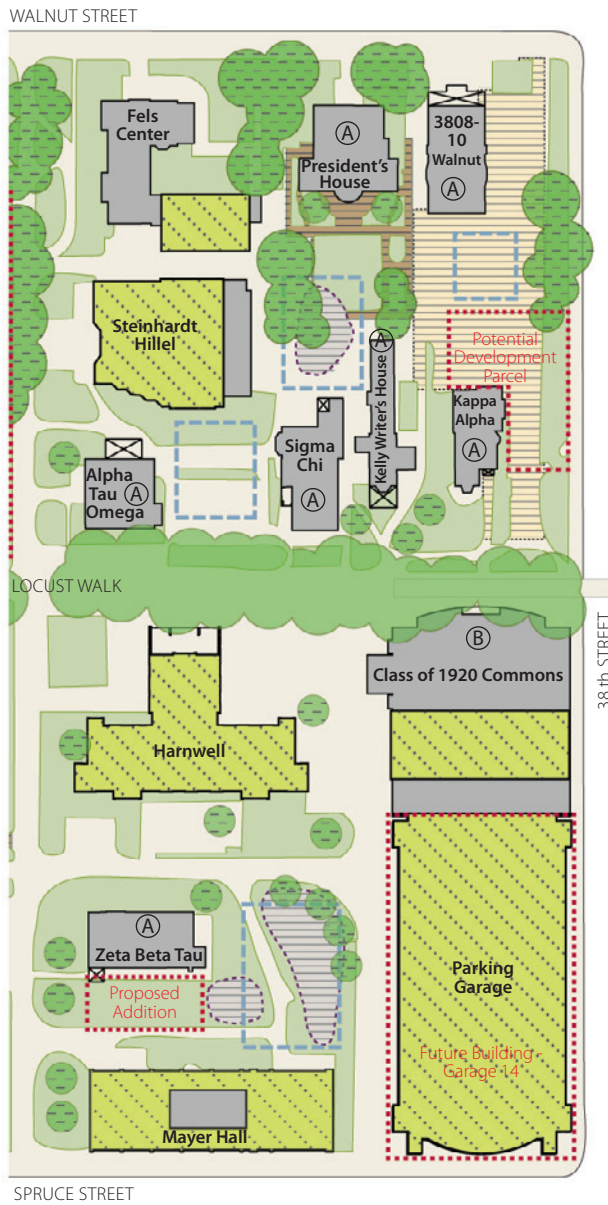 WALNUT STREET
Fels
Center
A
President's
House
3808-
10
Walnut
A
Steinhardt
Hillel
A
Kelly Writer's House
Potential
Development
Parcel
Kappa
Alpha
A
Sigma
Chi
A
Alpha
Tau A
Omega
LOCUST WALK
38th STREET
B
Class of 1920 Commons
Harnwell
A
Zeta Beta Tau
Proposed
Addition
Parking
Garage
Future Building -
Garage 14
Mayer Hall
SPRUCE STREET